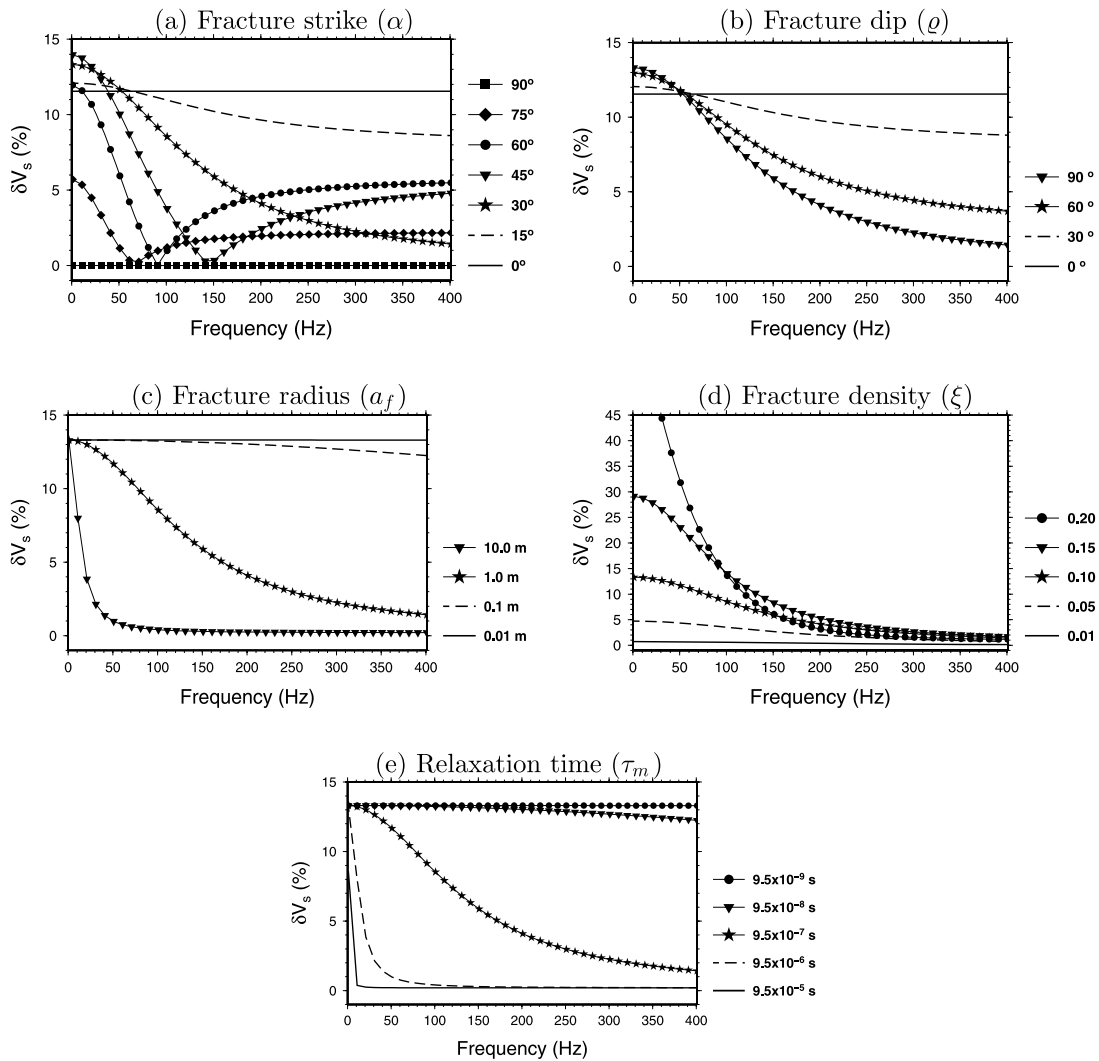 (a) Fracture strike (α)
15
10
5
0
δVs (%)
0 50 100 150 200 250 300 350 400
Frequency (Hz)
90º
75º
60º
45º
30º
15º
0º
(b) Fracture dip (ϱ)
15
10
5
0
δVs (%)
0 50 100 150 200 250 300 350 400
Frequency (Hz)
90 º
60 º
30 º
0 º
(c) Fracture radius (af)
15
10
5
0
δVs (%)
0 50 100 150 200 250 300 350 400
Frequency (Hz)
10.0 m
1.0 m
0.1 m
0.01 m
(d) Fracture density (ξ)
45
40
35
30
25
20
15
10
5
0
δVs (%)
0 50 100 150 200 250 300 350 400
Frequency (Hz)
0.20
0.15
0.10
0.05
0.01
(e) Relaxation time (τm)
15
10
5
0
δVs (%)
0 50 100 150 200 250 300 350 400
Frequency (Hz)
9.5x10⁻⁹ s
9.5x10⁻⁸ s
9.5x10⁻⁷ s
9.5x10⁻⁶ s
9.5x10⁻⁵ s